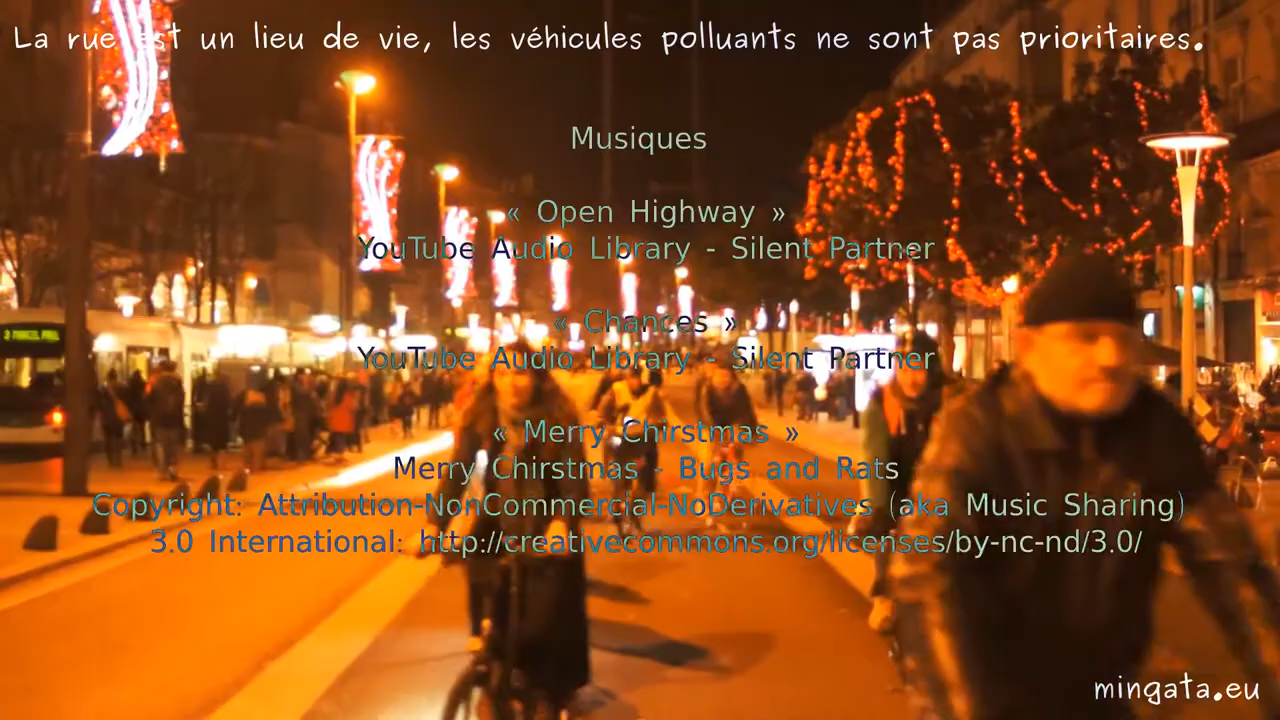 La rue est un lieu de vie, les véhicules polluants ne sont pas prioritaires.
Musiques
« Open Highway »
YouTube Audio Library - Silent Partner
« Chances »
YouTube Audio Library - Silent Partner
« Merry Chirstmas »
Merry Chirstmas - Bugs and Rats
Copyright: Attribution-NonCommercial-NoDerivatives (aka Music Sharing)
3.0 International: http://creativecommons.org/licenses/by-nc-nd/3.0/
mingata.eu